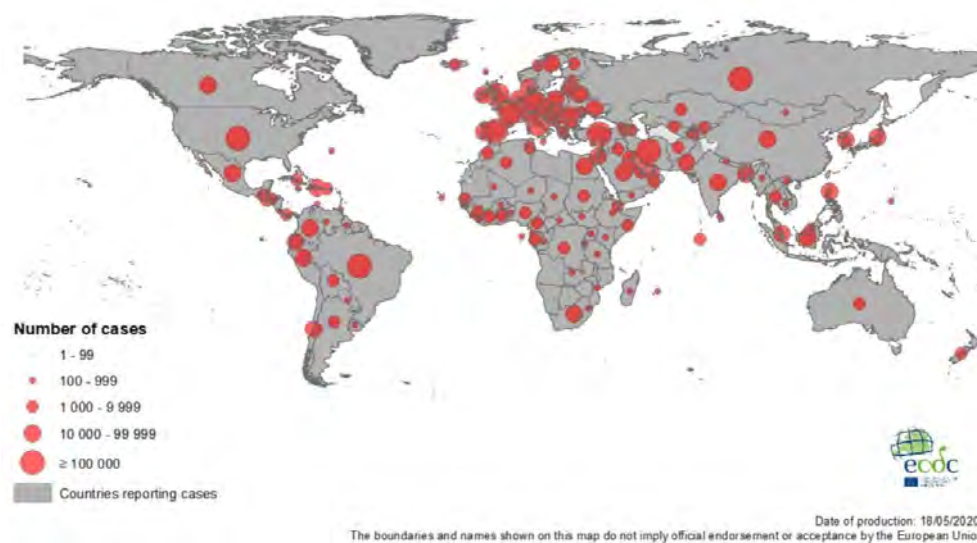 Number of cases
1 - 99
100 - 999
1 000 - 9 999
10 000 - 99 999
≥ 100 000
Countries reporting cases
ecdc
Date of production: 18/05/2020
The boundaries and names shown on this map do not imply official endorsement or acceptance by the European Unio